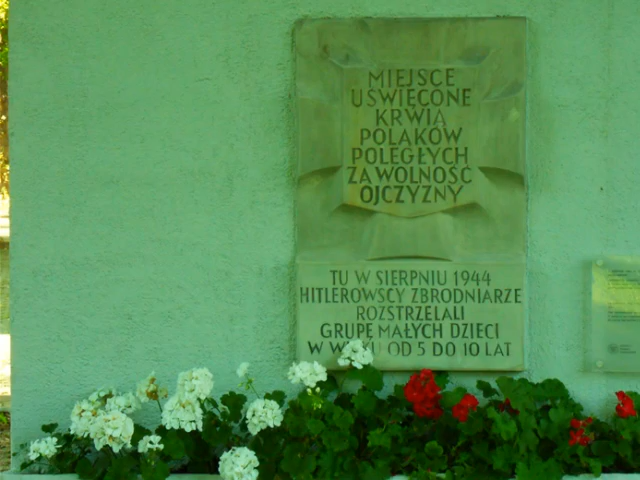 MIEJSCE
UŚWIĘCONE
KRWIĄ
POLAKÓW
POLEGŁYCH
ZA WOLNOŚĆ
OJCZYZNY
TU W SIERPNIU 1944
HITLEROWSCY ZBRODNIARZE
ROZSTRZELALI
GRUPĘ MAŁYCH DZIECI
W WIEKU OD 5 DO 10 LAT